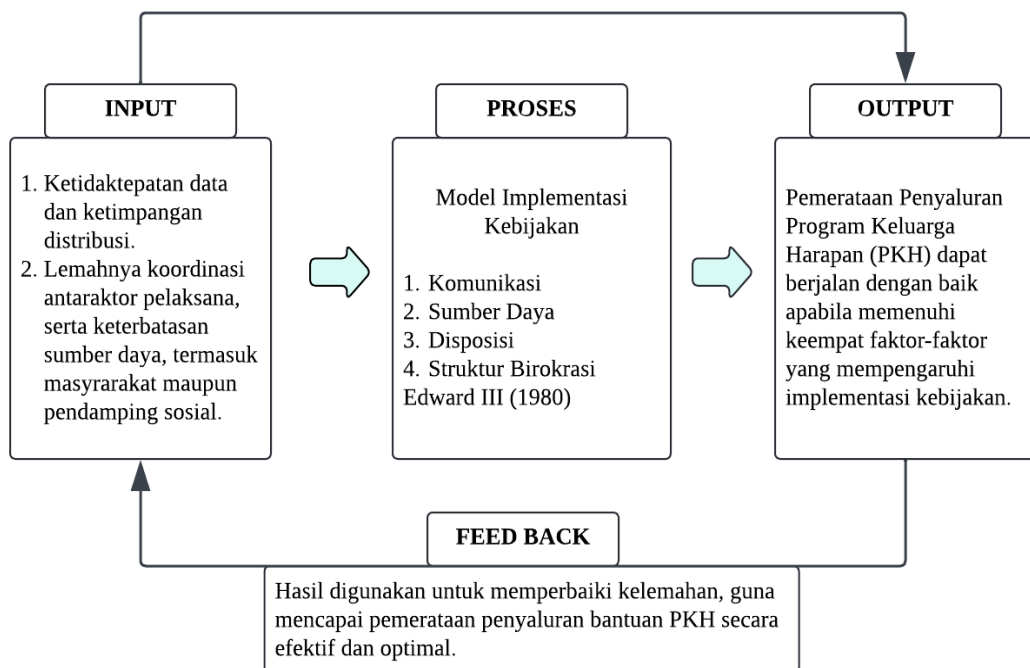 INPUT
1. Ketidaktepatan data
dan ketimpangan
distribusi.
2. Lemahnya koordinasi
antaraktor pelaksana,
serta keterbatasan
sumber daya, termasuk
masyrarakat maupun
pendamping sosial.
PROSES
Model Implementasi
Kebijakan
1. Komunikasi
2. Sumber Daya
3. Disposisi
4. Struktur Birokrasi
Edward III (1980)
OUTPUT
Pemerataan Penyaluran
Program Keluarga
Harapan (PKH) dapat
berjalan dengan baik
apabila memenuhi
keempat faktor-faktor
yang mempengaruhi
implementasi kebijakan.
FEED BACK
Hasil digunakan untuk memperbaiki kelemahan, guna
mencapai pemerataan penyaluran bantuan PKH secara
efektif dan optimal.